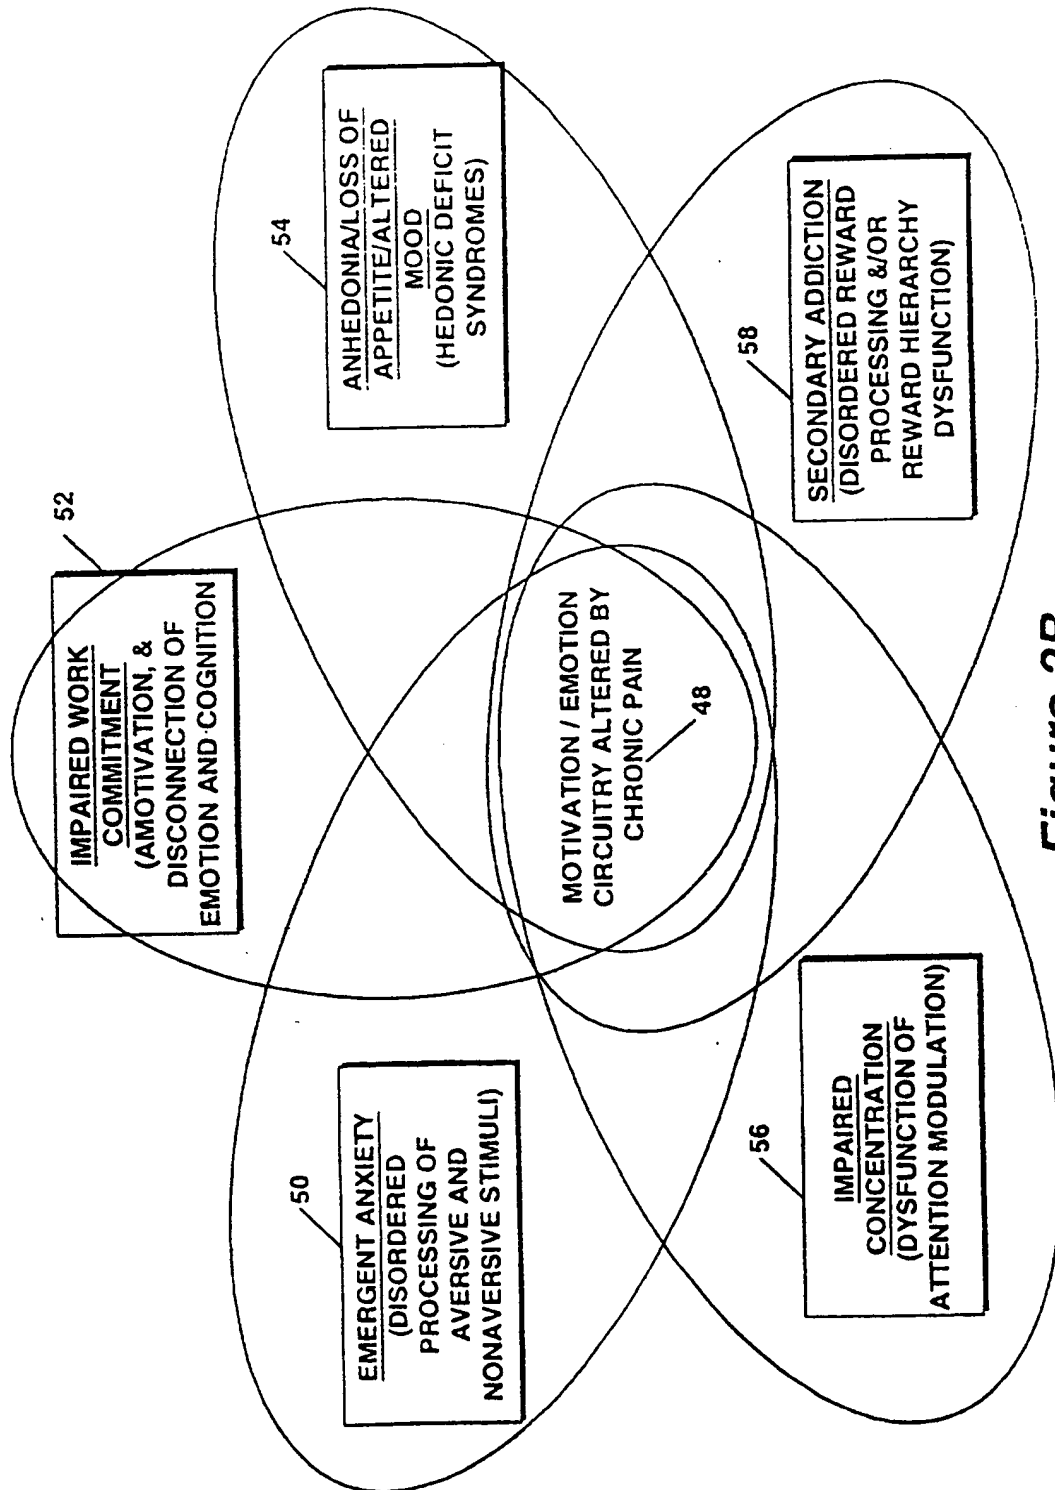 52
IMPAIRED WORK
COMMITMENT
(AMOTIVATION, &
DISCONNECTION OF
EMOTION AND COGNITION
50
EMERGENT ANXIETY
(DISORDERED
PROCESSING OF
AVERSIVE AND
NONAVERSIVE STIMULI)
54
ANHEDONIA/LOSS OF
APPETITE/ALTERED
MOOD
(HEDONIC DEFICIT
SYNDROMES)
MOTIVATION / EMOTION
CIRCUITRY ALTERED BY
CHRONIC PAIN
48
56
IMPAIRED
CONCENTRATION
(DYSFUNCTION OF
ATTENTION MODULATION)
58
SECONDARY ADDICTION
(DISORDERED REWARD
PROCESSING &/OR
REWARD HIERARCHY
DYSFUNCTION)
Figure 2B